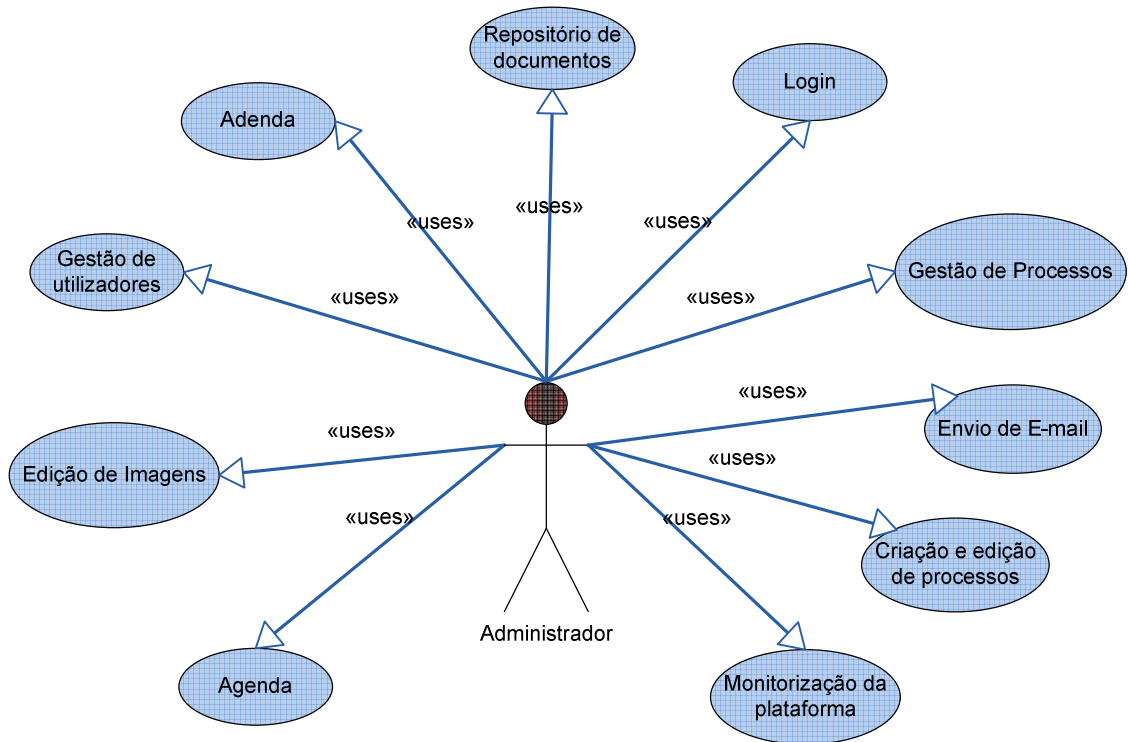 Repositório de
documentos
Login
Adenda
«uses»
«uses»
«uses»
Gestão de
utilizadores
Gestão de Processos
«uses»
«uses»
«uses»
Envio de E-mail
«uses»
Edição de Imagens
«uses»
«uses»
«uses»
Criação e edição
de processos
Administrador
Agenda
Monitorização da
plataforma